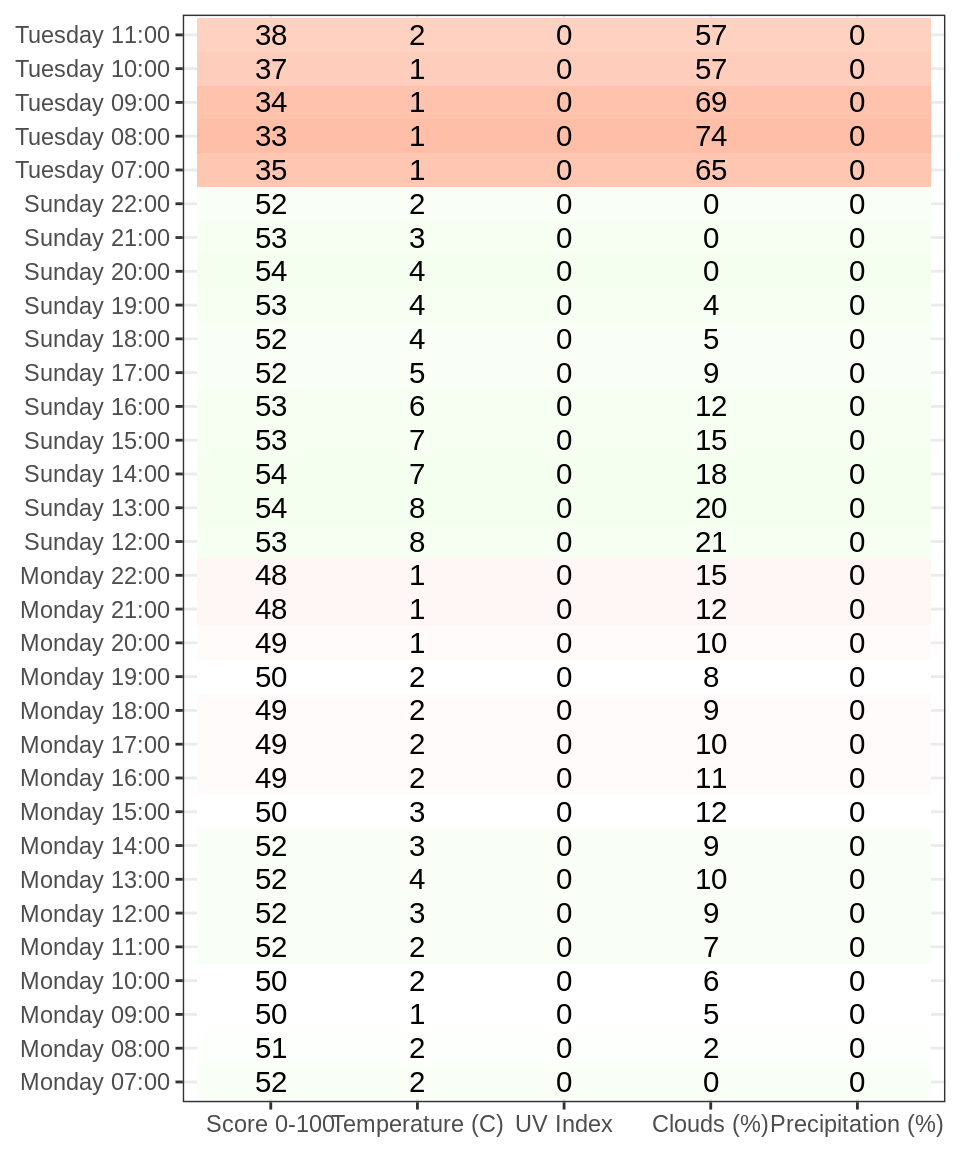 Tuesday 11:00 38 2 0 57 0
Tuesday 10:00 37 1 0 57 0
Tuesday 09:00 34 1 0 69 0
Tuesday 08:00 33 1 0 74 0
Tuesday 07:00 35 1 0 65 0
Sunday 22:00 52 2 0 0 0
Sunday 21:00 53 3 0 0 0
Sunday 20:00 54 4 0 0 0
Sunday 19:00 53 4 0 4 0
Sunday 18:00 52 4 0 5 0
Sunday 17:00 52 5 0 9 0
Sunday 16:00 53 6 0 12 0
Sunday 15:00 53 7 0 15 0
Sunday 14:00 54 7 0 18 0
Sunday 13:00 54 8 0 20 0
Sunday 12:00 53 8 0 21 0
Monday 22:00 48 1 0 15 0
Monday 21:00 48 1 0 12 0
Monday 20:00 49 1 0 10 0
Monday 19:00 50 2 0 8 0
Monday 18:00 49 2 0 9 0
Monday 17:00 49 2 0 10 0
Monday 16:00 49 2 0 11 0
Monday 15:00 50 3 0 12 0
Monday 14:00 52 3 0 9 0
Monday 13:00 52 4 0 10 0
Monday 12:00 52 3 0 9 0
Monday 11:00 52 2 0 7 0
Monday 10:00 50 2 0 6 0
Monday 09:00 50 1 0 5 0
Monday 08:00 51 2 0 2 0
Monday 07:00 52 2 0 0 0
Score 0-100 Temperature (C) UV Index Clouds (%) Precipitation (%)